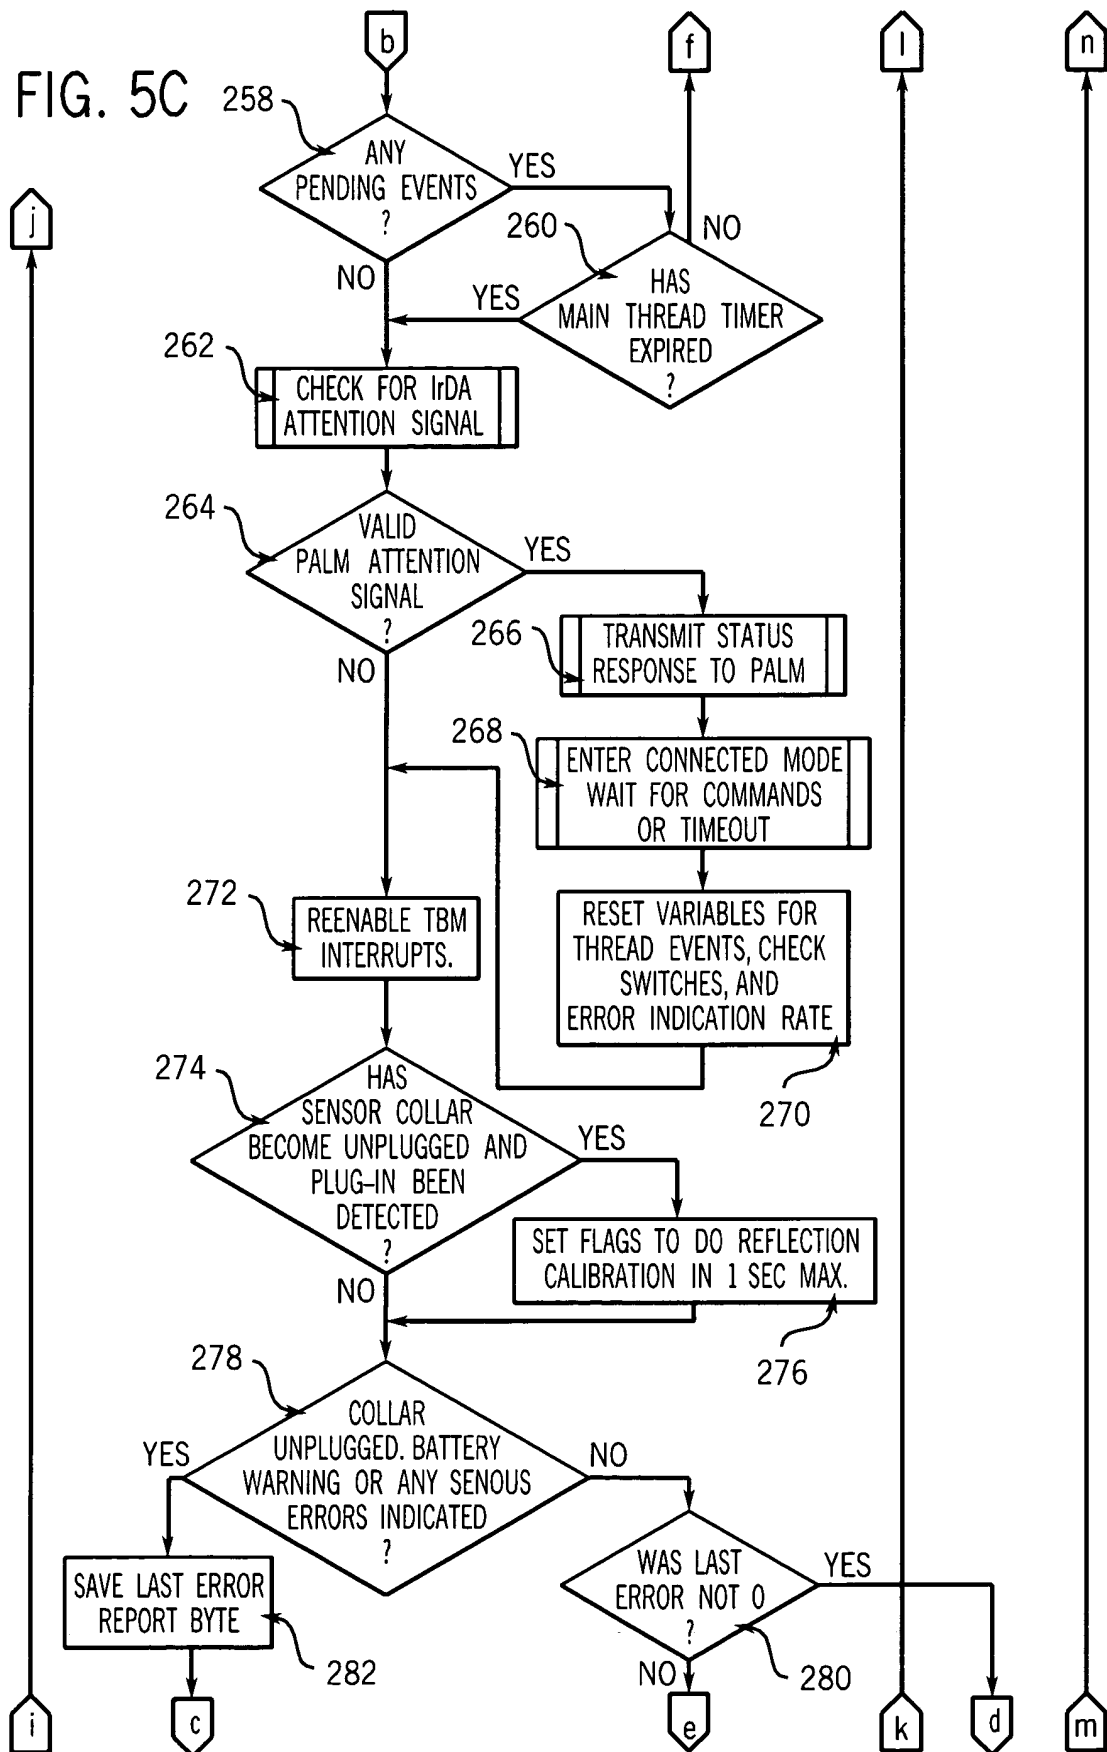 b
f
l
n
FIG. 5C
258
ANY
PENDING EVENTS
?
YES
NO
j
260
NO
HAS
MAIN THREAD TIMER
EXPIRED
?
YES
262
CHECK FOR IrDA
ATTENTION SIGNAL
264
VALID
PALM ATTENTION
SIGNAL
?
YES
NO
266
TRANSMIT STATUS
RESPONSE TO PALM
268
ENTER CONNECTED MODE
WAIT FOR COMMANDS
OR TIMEOUT
272
REENABLE TBM
INTERRUPTS.
RESET VARIABLES FOR
THREAD EVENTS, CHECK
SWITCHES, AND
ERROR INDICATION RATE
270
274
HAS
SENSOR COLLAR
BECOME UNPLUGGED AND
PLUG-IN BEEN
DETECTED
?
YES
NO
SET FLAGS TO DO REFLECTION
CALIBRATION IN 1 SEC MAX.
276
278
COLLAR
UNPLUGGED. BATTERY
WARNING OR ANY SENOUS
ERRORS INDICATED
?
YES
NO
SAVE LAST ERROR
REPORT BYTE
282
WAS LAST
ERROR NOT 0
?
YES
NO
280
i
c
e
k
d
m